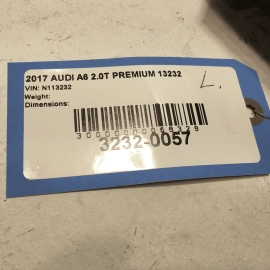 2017 AUDI A6 2.0T PREMIUM 13232
VIN: N113232
Weight:
Dimensions:
L.
3232-0057